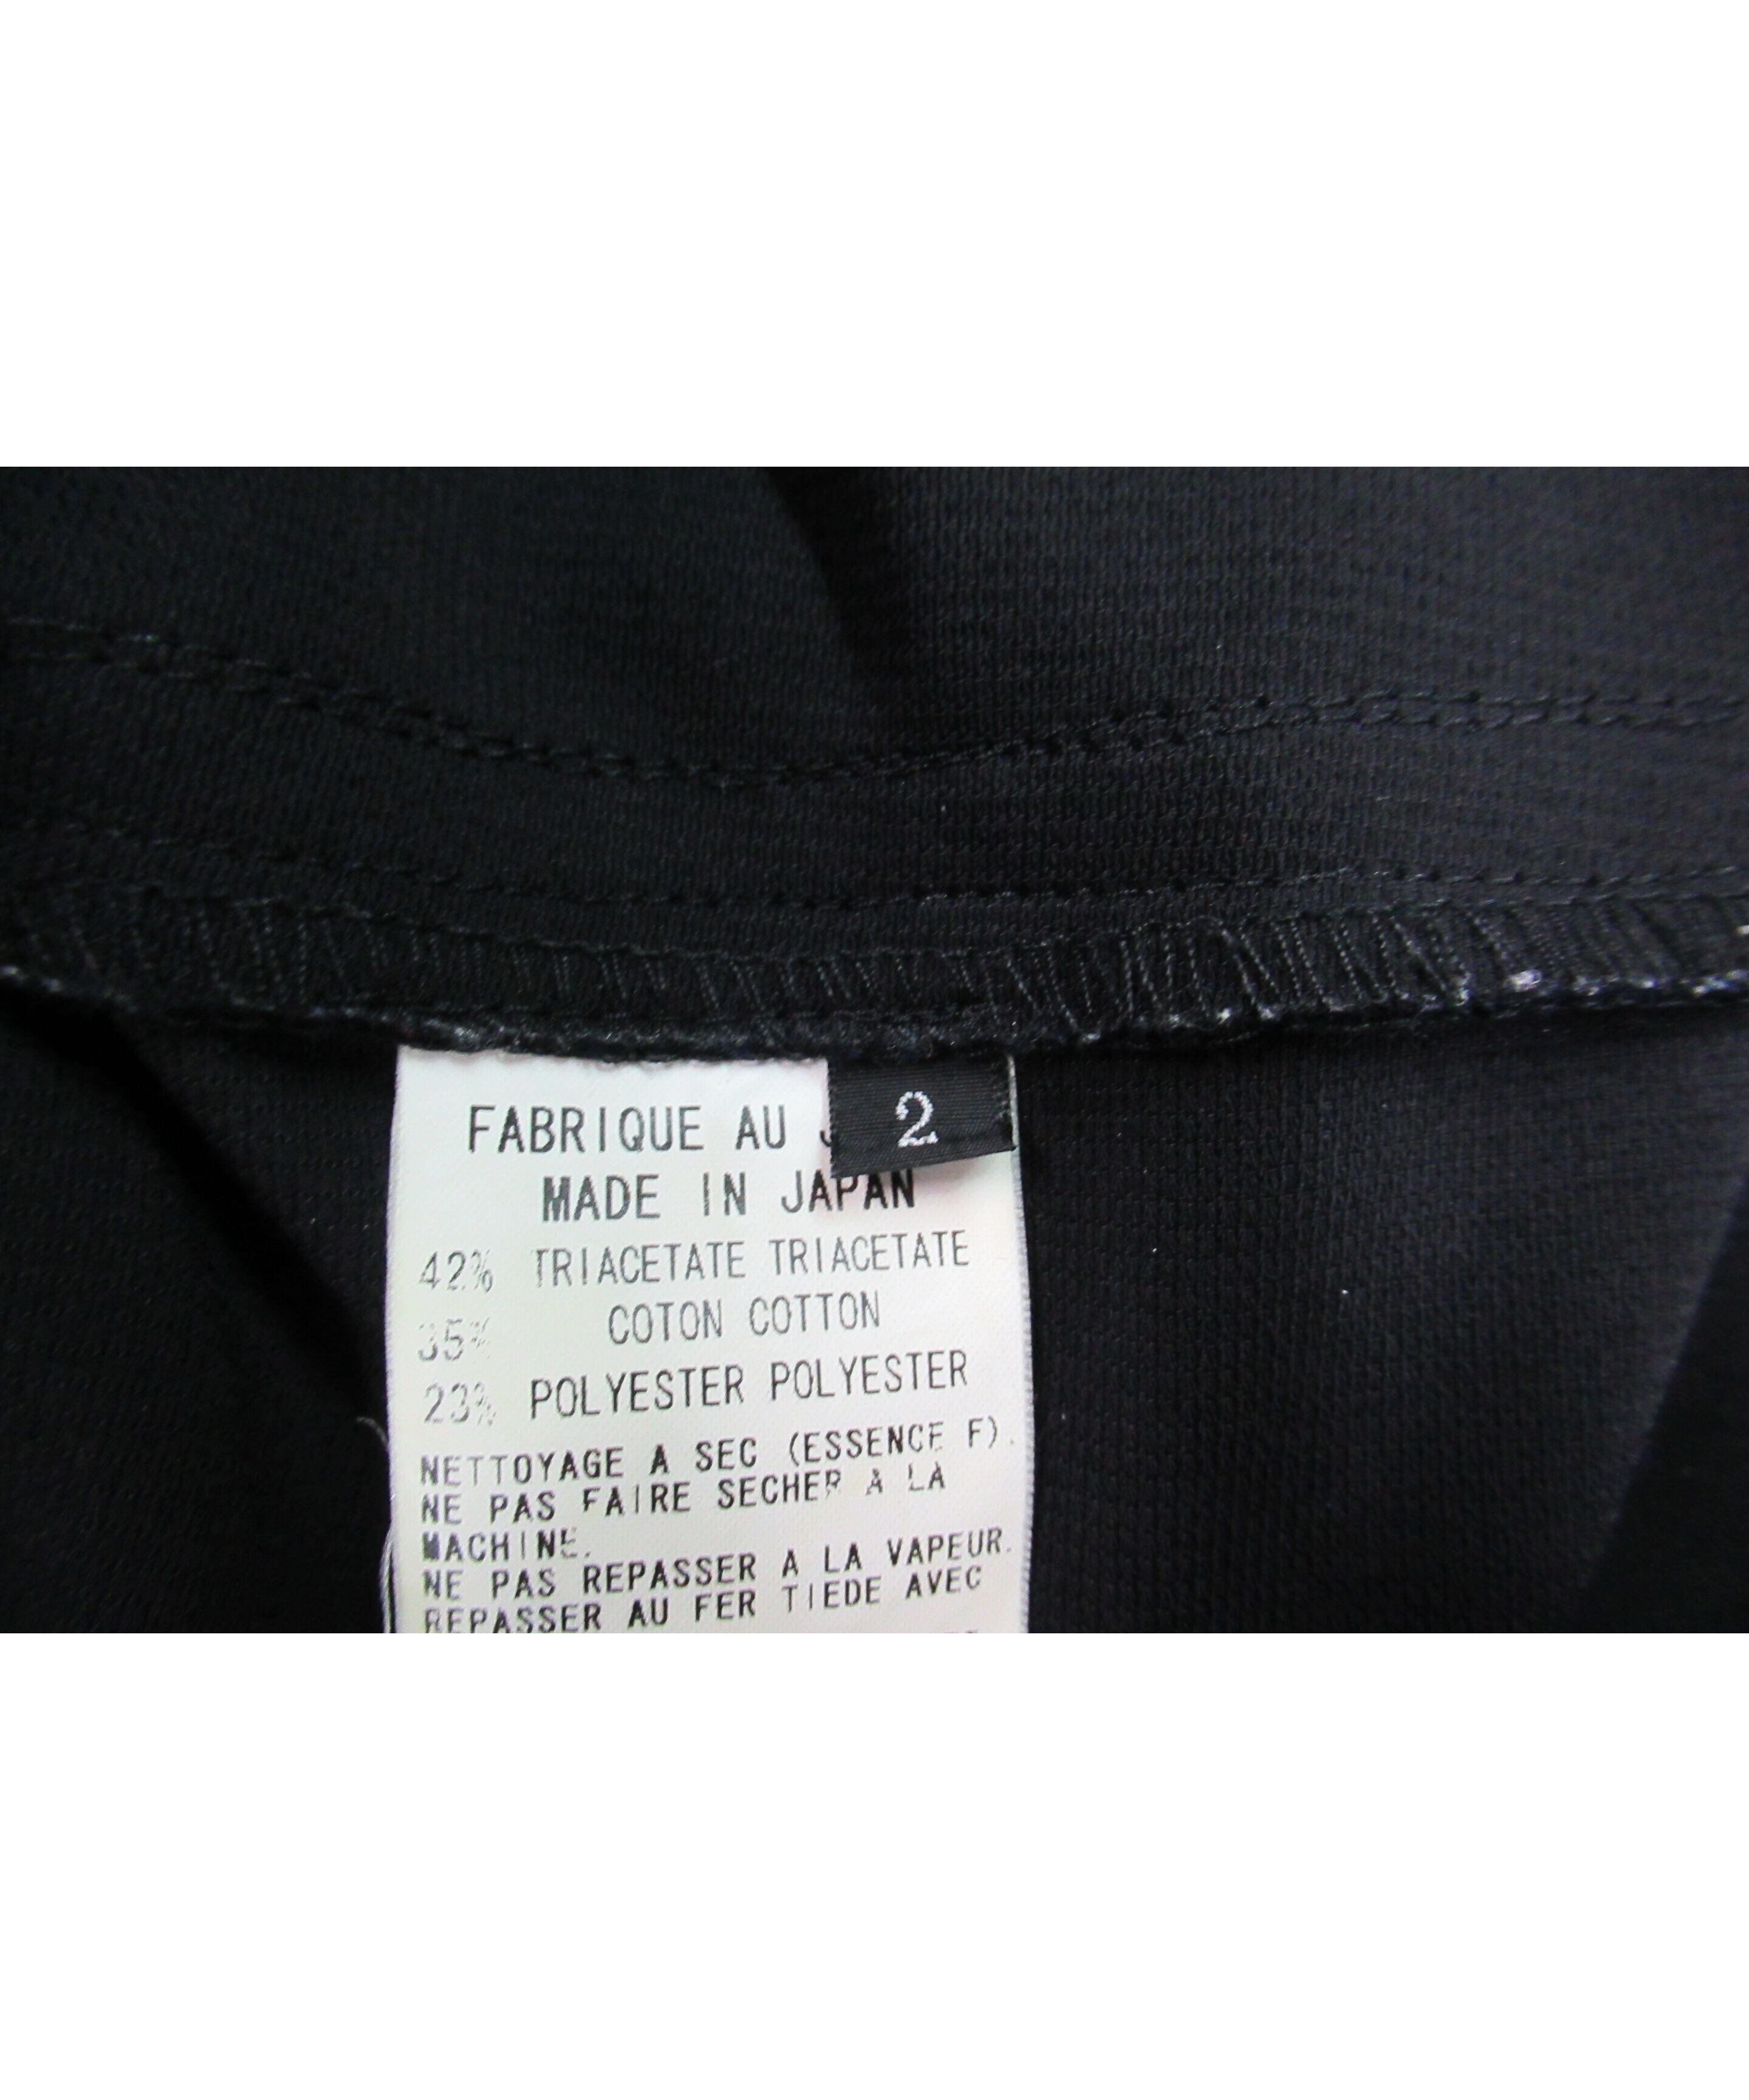 FABRIQUE AU
2
MADE IN JAPAN
42% TRIACETATE TRIACETATE
35% COTON COTTON
23% POLYESTER POLYESTER
NETTOYAGE A SEC (ESSENCE F).
NE PAS FAIRE SECHER A LA
MACHINE.
NE PAS REPASSER A LA VAPEUR.
REPASSER AU FER TIEDE AVEC